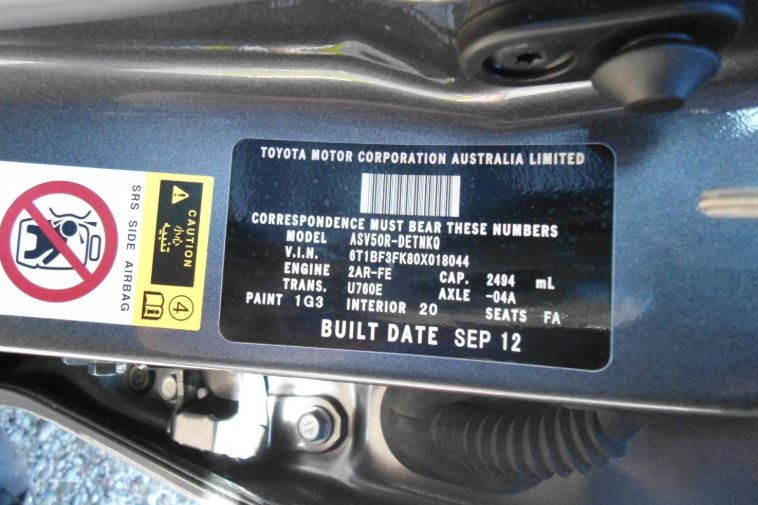 TOYOTA MOTOR CORPORATION AUSTRALIA LIMITED
CORRESPONDENCE MUST BEAR THESE NUMBERS
MODEL ASV50R-DETNKQ
V.I.N. 6T1BF3FK80X018044
ENGINE 2AR-FE CAP. 2494 mL
TRANS. U760E AXLE -04A
PAINT 1G3 INTERIOR 20 SEATS FA
BUILT DATE SEP 12
CAUTION
تنبيه
4
SRS SIDE AIRBAG